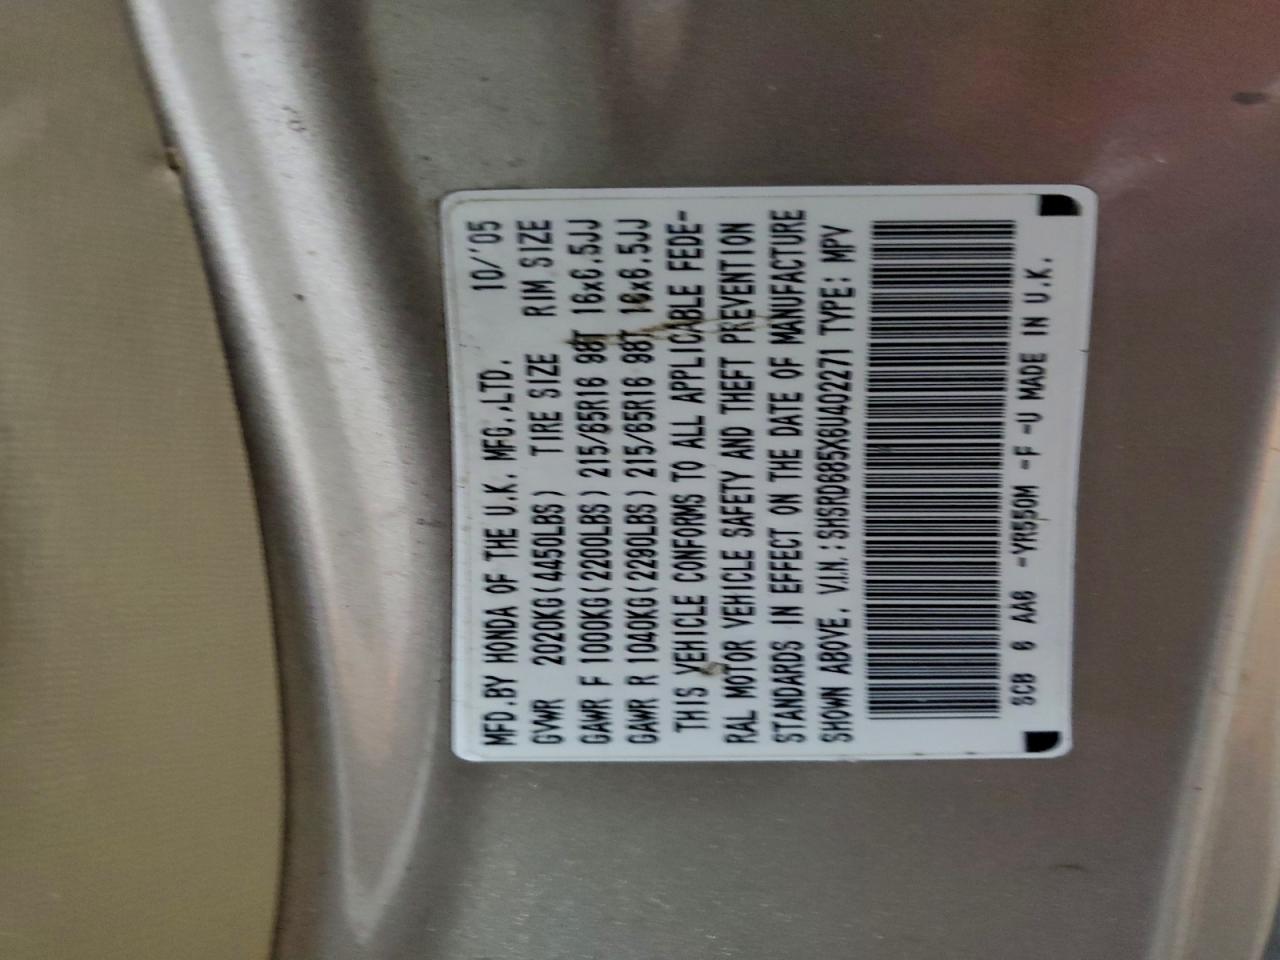 MFD.BY HONDA OF THE U.K. MFG.,LTD. 10/'05
GVWR 2020KG(4450LBS) TIRE SIZE RIM SIZE
GAWR F 1000KG(2200LBS) 215/65R16 98T 16x6.5JJ
GAWR R 1040KG(2290LBS) 215/65R16 98T 16x6.5JJ
THIS VEHICLE CONFORMS TO ALL APPLICABLE FEDE-
RAL MOTOR VEHICLE SAFETY AND THEFT PREVENTION
STANDARDS IN EFFECT ON THE DATE OF MANUFACTURE
SHOWN ABOVE. V.I.N.:SHSRD685X6U402271 TYPE: MPV
SCB 6 AA6 -YR550M -F -U MADE IN U.K.